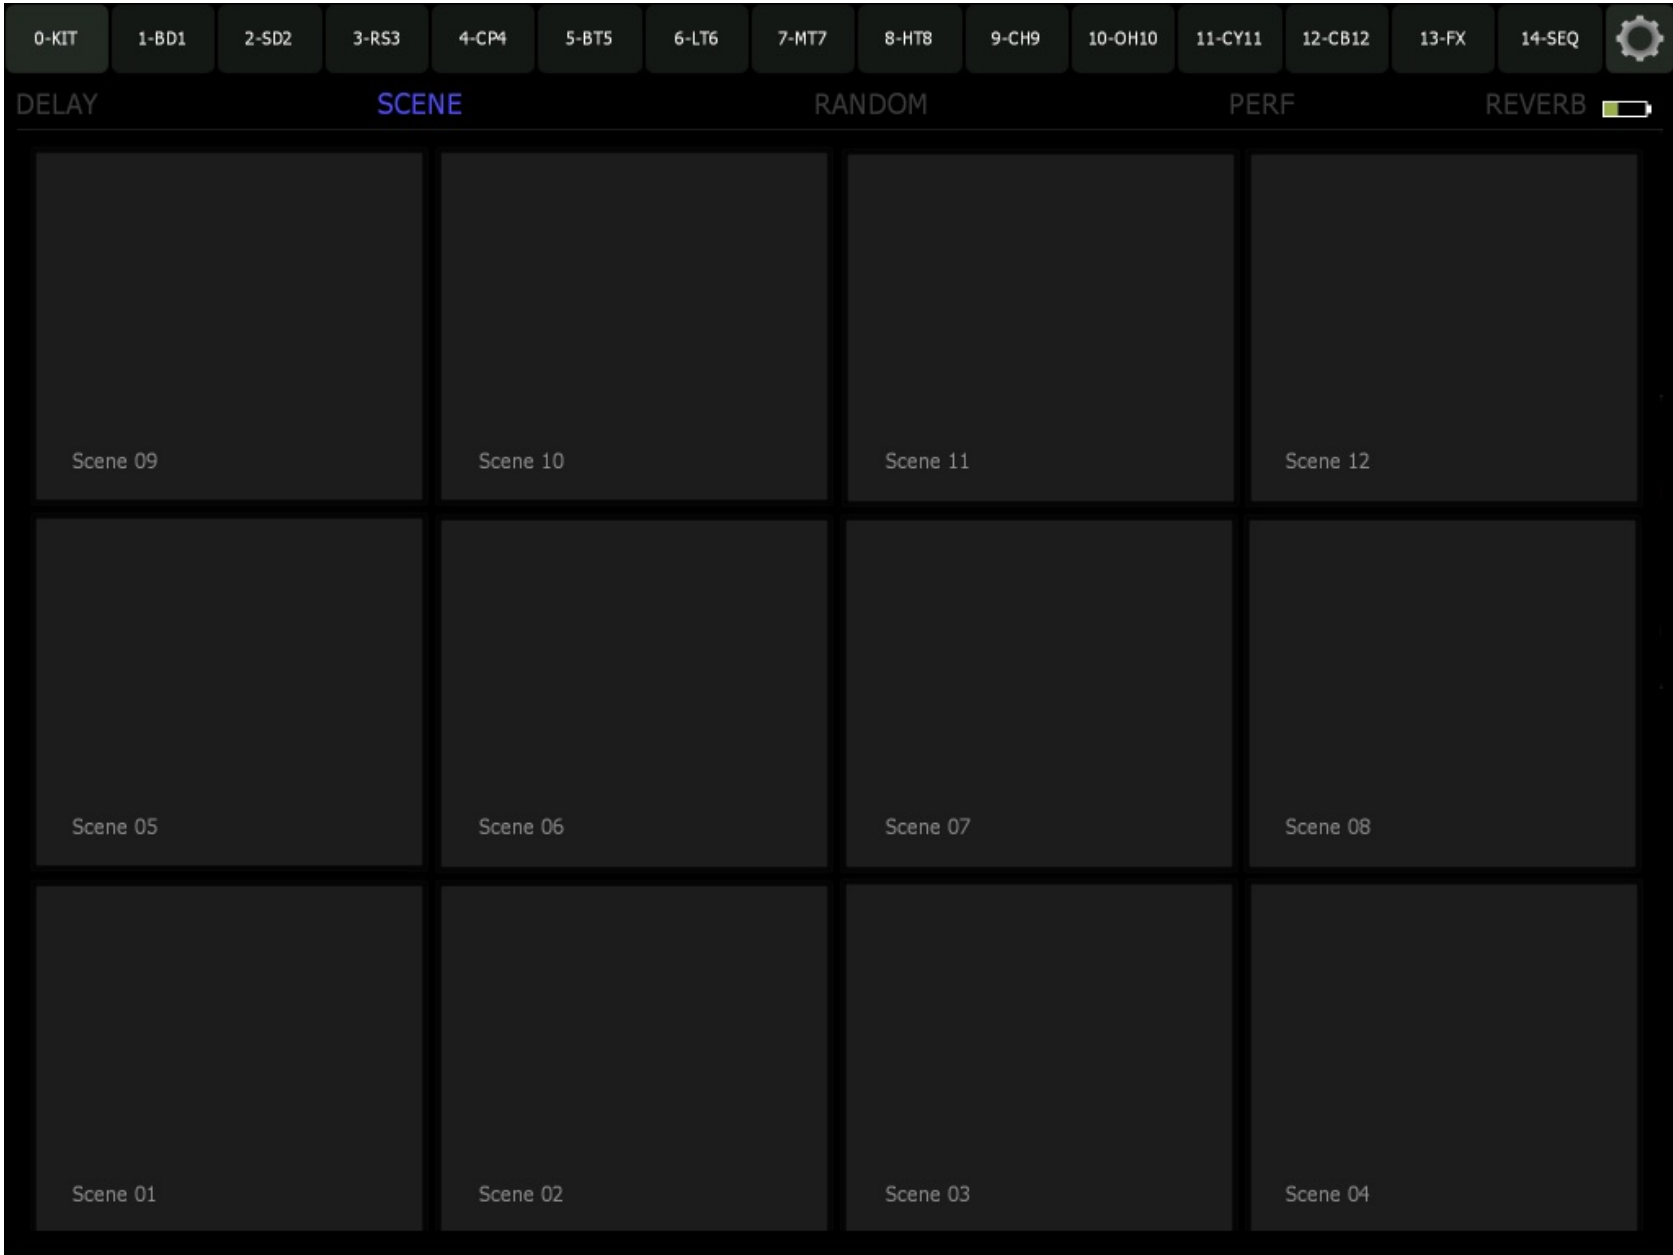 0-KIT 1-BD1 2-SD2 3-RS3 4-CP4 5-BT5 6-LT6 7-MT7 8-HT8 9-CH9 10-OH10 11-CY11 12-CB12 13-FX 14-SEQ
DELAY SCENE RANDOM PERF REVERB
Scene 09 Scene 10 Scene 11 Scene 12
Scene 05 Scene 06 Scene 07 Scene 08
Scene 01 Scene 02 Scene 03 Scene 04